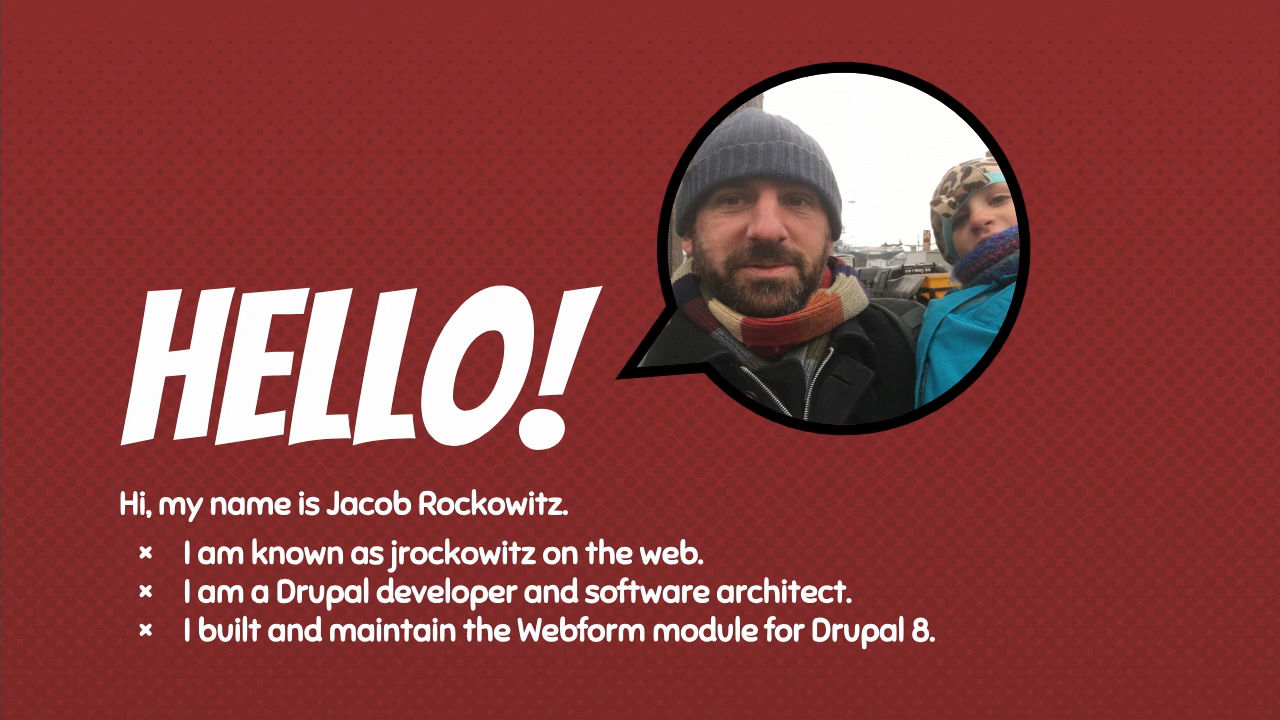 HELLO!
Hi, my name is Jacob Rockowitz.
× I am known as jrockowitz on the web.
× I am a Drupal developer and software architect.
× I built and maintain the Webform module for Drupal 8.